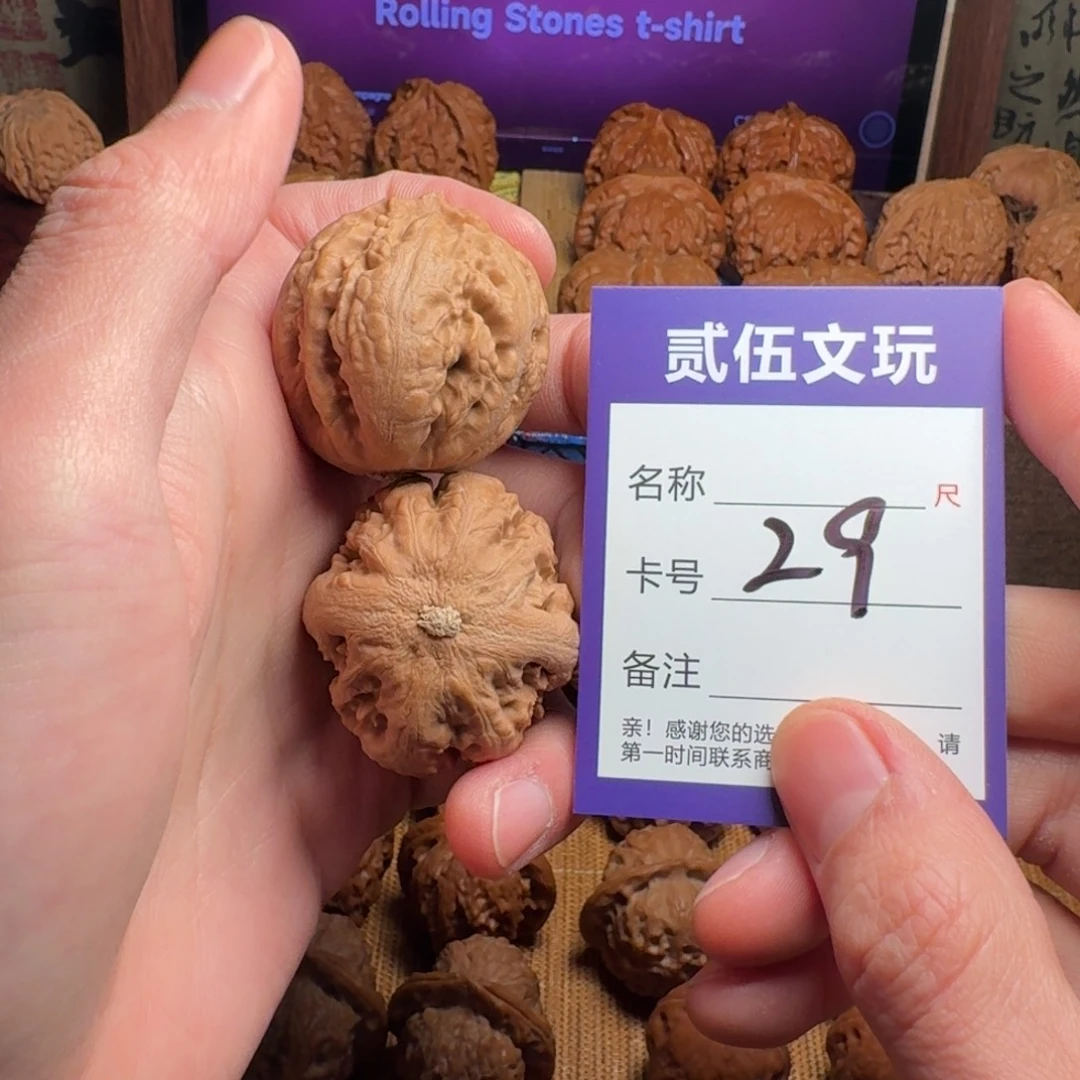 Rolling Stones t-shirt
贰伍文玩
名称 尺
卡号 29
备注
亲！感谢您的选 请
第一时间联系商